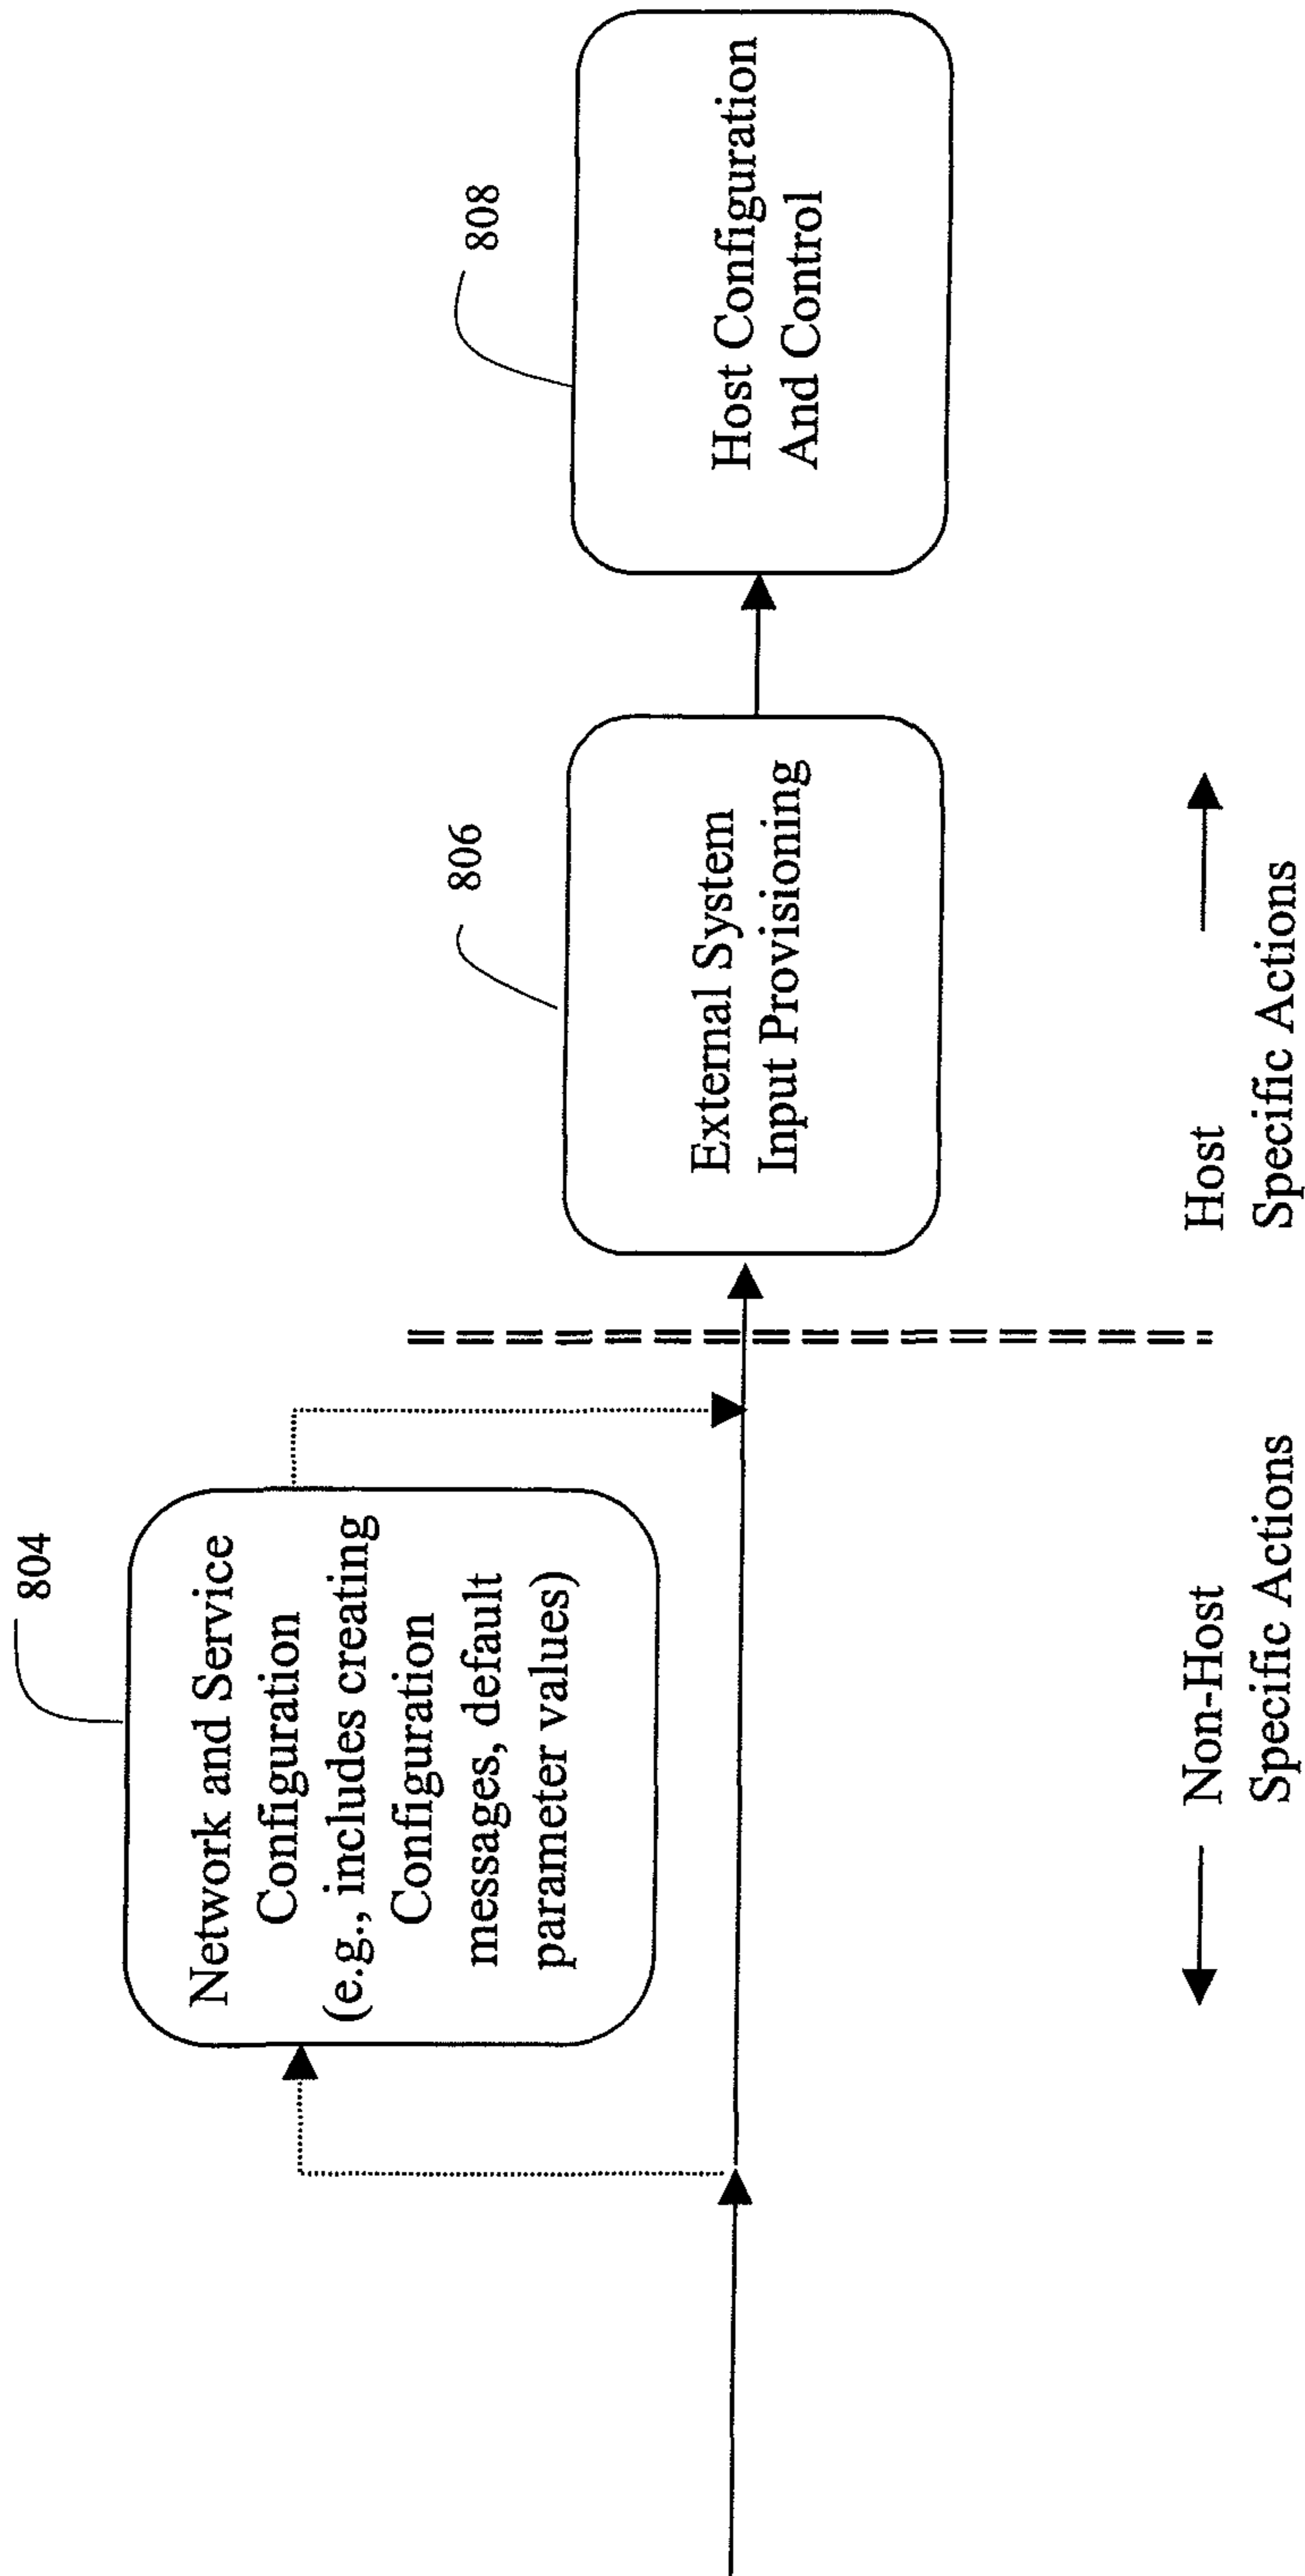 804
Network and Service
Configuration
(e.g., includes creating
Configuration
messages, default
parameter values)
806
External System
Input Provisioning
808
Host Configuration
And Control
Non-Host
Specific Actions
Host
Specific Actions